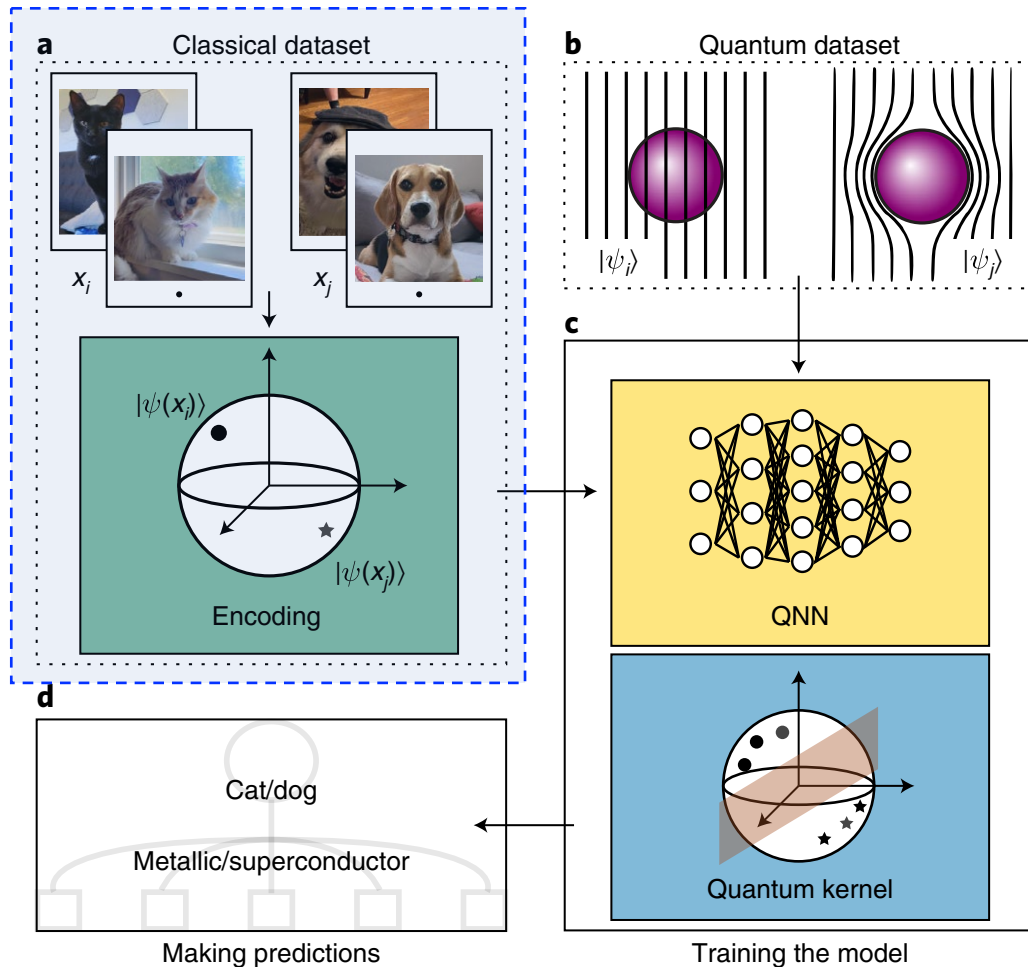 a
Classical dataset
x_i
x_j
|ψ(x_i)⟩
|ψ(x_j)⟩
Encoding
b
Quantum dataset
|ψ_i⟩
|ψ_j⟩
c
QNN
Quantum kernel
Training the model
d
Cat/dog
Metallic/superconductor
Making predictions